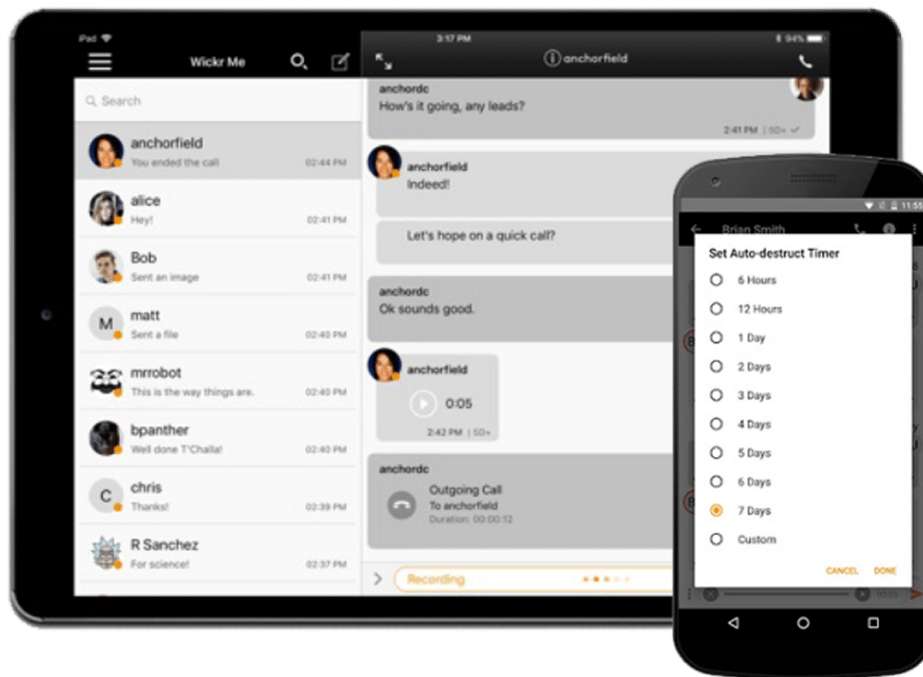 iPad
3:17 PM
94%
Wickr Me
anchorfield
Search
anchorfield
You ended the call
02:44 PM
alice
Hey!
02:41 PM
Bob
Sent an image
02:41 PM
M
matt
Sent a file
02:40 PM
mrrobot
This is the way things are.
02:40 PM
bpanther
Well done T'Challa!
02:40 PM
C
chris
Thanks!
02:39 PM
R Sanchez
For science!
02:37 PM
anchordc
How's it going, any leads?
2:41 PM | 5D+
anchorfield
Indeed!
Let's hope on a quick call?
anchordc
Ok sounds good.
anchorfield
0:05
2:42 PM | 5D+
anchordc
Outgoing Call
To anchorfield
Duration: 00:00:12
Recording
11:55
Brian Smith
Set Auto-destruct Timer
6 Hours
12 Hours
1 Day
2 Days
3 Days
4 Days
5 Days
6 Days
7 Days
Custom
CANCEL DONE
00:05